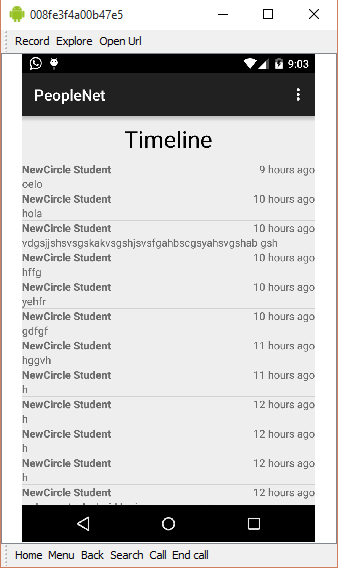 008fe3f4a00b47e5
Record Explore Open Url
9:03
PeopleNet
Timeline
NewCircle Student 9 hours ago
oelo
NewCircle Student 10 hours ago
hola
NewCircle Student 10 hours ago
vdgsjjshsvsgskakvsgshjsvsfgahbscgsyahsvgshab gsh
NewCircle Student 10 hours ago
hffg
NewCircle Student 10 hours ago
yehfr
NewCircle Student 10 hours ago
gdfgf
NewCircle Student 11 hours ago
hggvh
NewCircle Student 11 hours ago
h
NewCircle Student 12 hours ago
h
NewCircle Student 12 hours ago
h
NewCircle Student 12 hours ago
h
NewCircle Student 12 hours ago
Home Menu Back Search Call End call